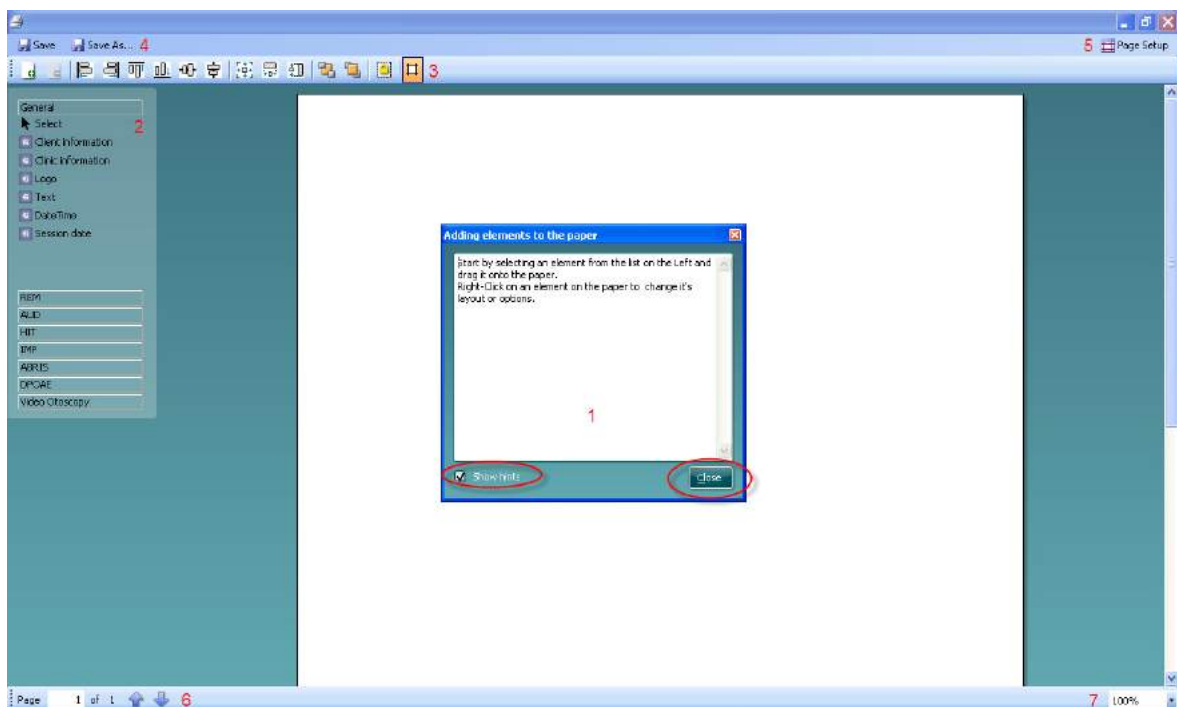 Save Save As... 4 5 Page Setup
3
General
Select 2
Client information
Clinic information
Logo
Text
DateTime
Session date
REM
AUD
HIT
IMP
ABRIS
DPOAE
Video Otoscopy
Adding elements to the paper
Start by selecting an element from the list on the Left and
drag it onto the paper.
Right-Click on an element on the paper to change it's
layout or options.
1
Show hints Close
Page 1 of 1 6 7 100%